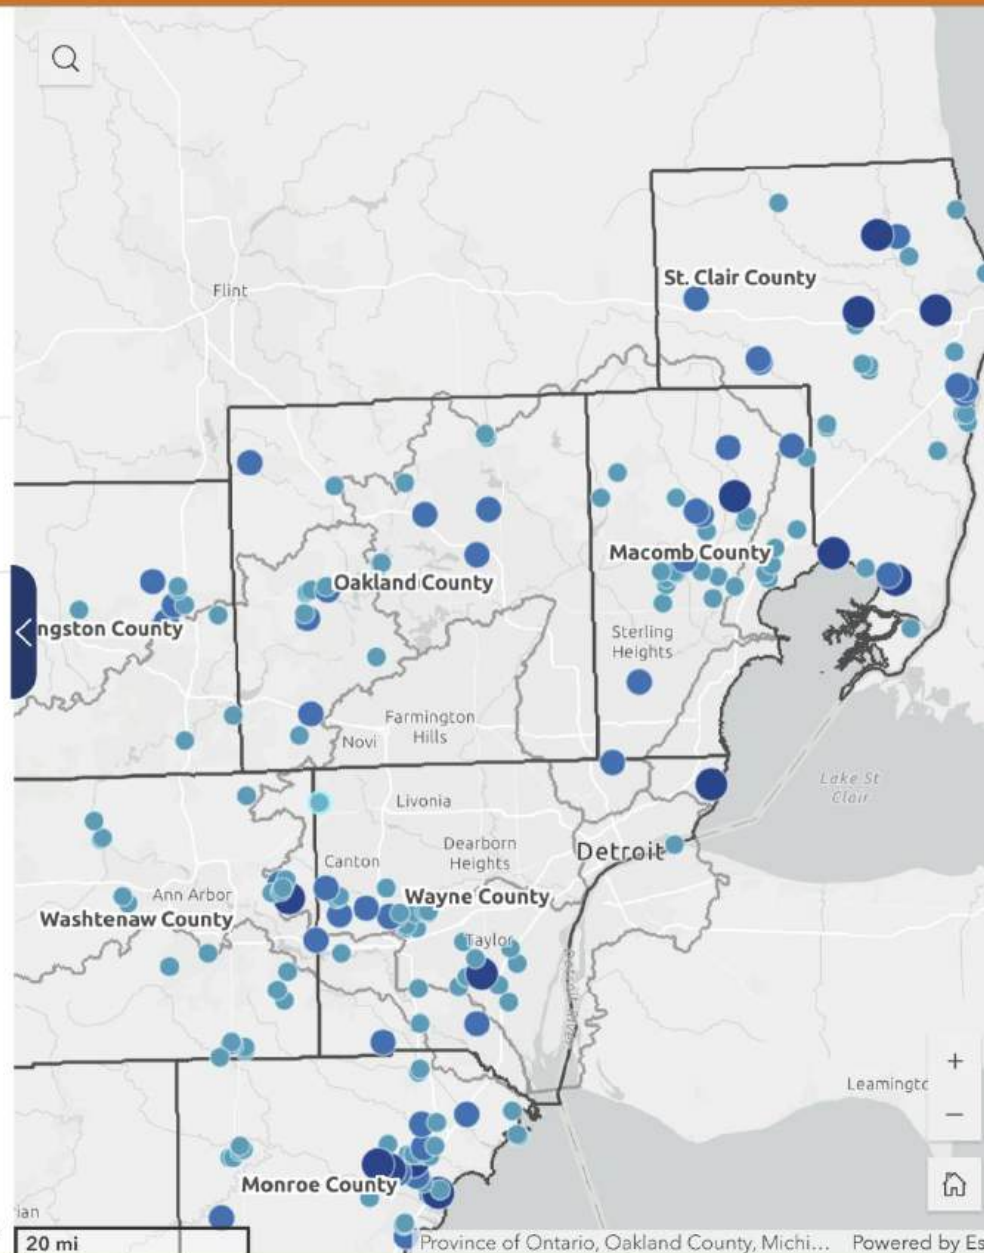 Flint
St. Clair County
Oakland County
Macomb County
ngston County
Sterling
Heights
Farmington
Hills
Novi
Lake St
Clair
Livonia
Dearborn
Heights
Detroit
Canton
Ann Arbor
Wayne County
Washtenaw County
Taylor
+
Leamingtc
−
Monroe County
ian
20 mi
Province of Ontario, Oakland County, Michi... Powered by Es